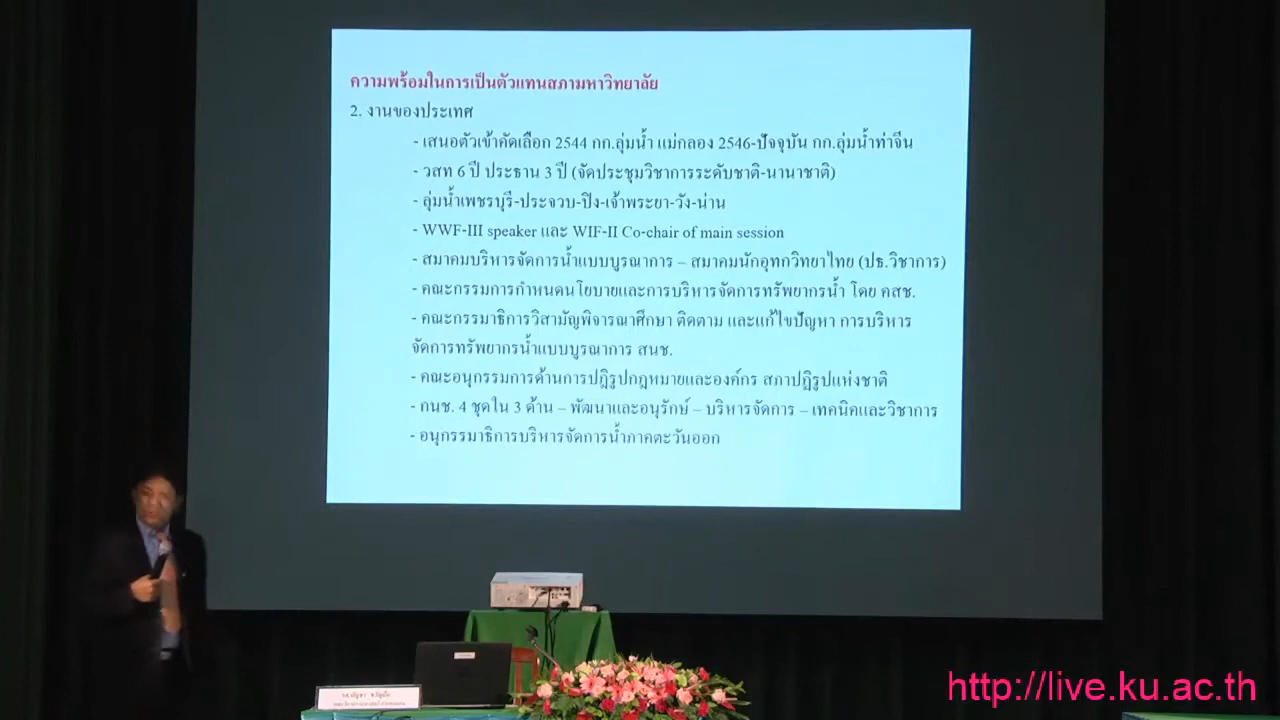 ความพร้อมในการเป็นตัวแทนสภามหาวิทยาลัย
2. งานของประเทศ
- เสนอตัวเข้าคัดเลือก 2544 กก.ลุ่มน้ำ แม่กลอง 2546-ปัจจุบัน กก.ลุ่มน้ำท่าจีน
- วสท 6 ปี ประธาน 3 ปี (จัดประชุมวิชาการระดับชาติ-นานาชาติ)
- ลุ่มน้ำเพชรบุรี-ประจวบ-ปิง-เจ้าพระยา-วัง-น่าน
- WWF-III speaker และ WIF-II Co-chair of main session
- สมาคมบริหารจัดการน้ำแบบบูรณาการ – สมาคมนักอุทกวิทยาไทย (ปธ.วิชาการ)
- คณะกรรมการกำหนดนโยบายและการบริหารจัดการทรัพยากรน้ำ โดย คสช.
- คณะกรรมาธิการวิสามัญพิจารณาศึกษา ติดตาม และแก้ไขปัญหา การบริหาร
จัดการทรัพยากรน้ำแบบบูรณาการ สนช.
- คณะอนุกรรมการด้านการปฎิรูปกฎหมายและองค์กร สภาปฏิรูปแห่งชาติ
- กนช. 4 ชุดใน 3 ด้าน – พัฒนาและอนุรักษ์ – บริหารจัดการ – เทคนิคและวิชาการ
- อนุกรรมาธิการบริหารจัดการน้ำภาคตะวันออก
http://live.ku.ac.th